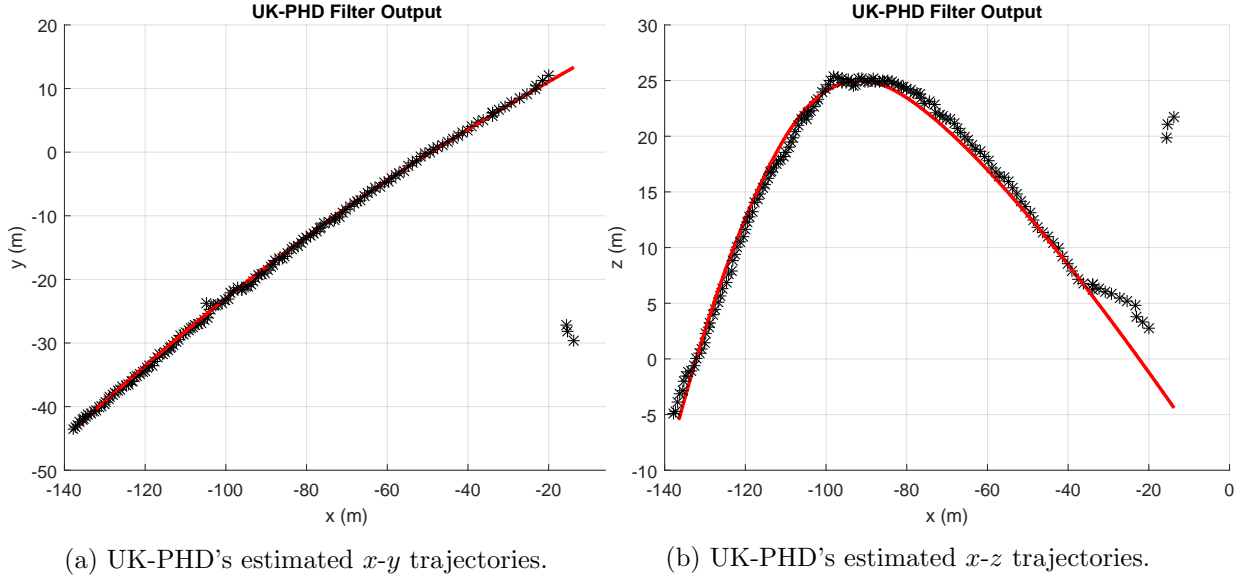 UK-PHD Filter Output
20
10
0
-10
-20
-30
-40
-50
y (m)
-140 -120 -100 -80 -60 -40 -20
x (m)
(a) UK-PHD's estimated x-y trajectories.
UK-PHD Filter Output
30
25
20
15
10
5
0
-5
-10
z (m)
-140 -120 -100 -80 -60 -40 -20 0
x (m)
(b) UK-PHD's estimated x-z trajectories.